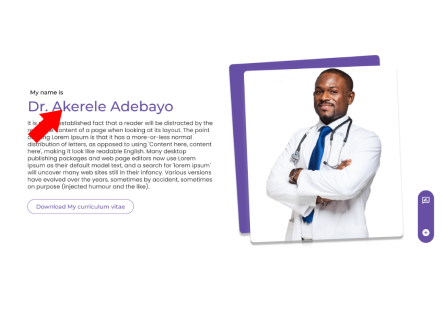 My name is
Dr. Akerele Adebayo
It is established fact that a reader will be distracted by the
content of a page when looking at its layout. The point
Lorem Ipsum is that it has a more-or-less normal
distribution of letters, as opposed to using 'Content here, content
here', making it look like readable English. Many desktop
publishing packages and web page editors now use Lorem
Ipsum as their default model text, and a search for 'lorem ipsum'
will uncover many web sites still in their infancy. Various versions
have evolved over the years, sometimes by accident, sometimes
on purpose (injected humour and the like).
Download My curriculum vitae